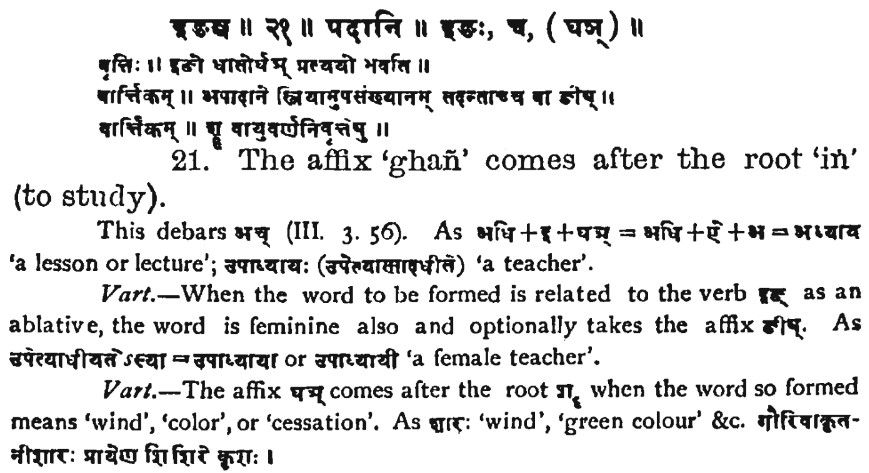 इङश्च ॥ २१ ॥ पदानि ॥ इङः, च, ( घञ् ) ॥
वृत्तिः ॥ इङो धातोर्घञ् प्रत्ययो भवति ॥
वार्त्तिकम् ॥ अपादाने स्त्रियामुपसंख्यानम् तदन्ताच्च वा ङीष् ॥
वार्त्तिकम् ॥ शॄ वायुवर्णनिवृत्तेषु ॥
21. The affix ‘ghañ’ comes after the root ‘iṅ’
(to study).
This debars अच् (III. 3. 56). As अधि+इ+घञ् = अधि+ऐ+अ = अध्याय
‘a lesson or lecture’; उपाध्यायः (उपेत्यास्मादधीते) ‘a teacher’.
Vart.—When the word to be formed is related to the verb इङ् as an
ablative, the word is feminine also and optionally takes the affix ङीष्. As
उपेत्याधीयतेऽस्या = उपाध्याया or उपाध्यायी ‘a female teacher’.
Vart.—The affix घञ् comes after the root शॄ when the word so formed
means ‘wind’, ‘color’, or ‘cessation’. As शारः ‘wind’, ‘green colour’ &c. गौरिवाकृत-
नीशारः प्रायेण शिशिरे कृशः ।